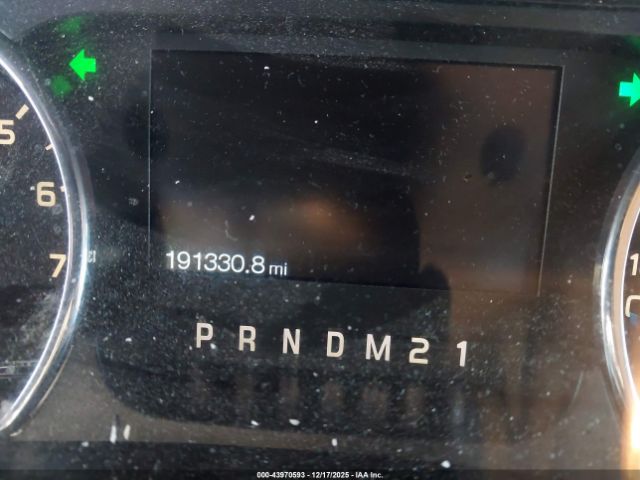 5
6
7
191330.8 mi
P R N D M 2 1
000-43970593 - 12/17/2025 - IAA Inc.